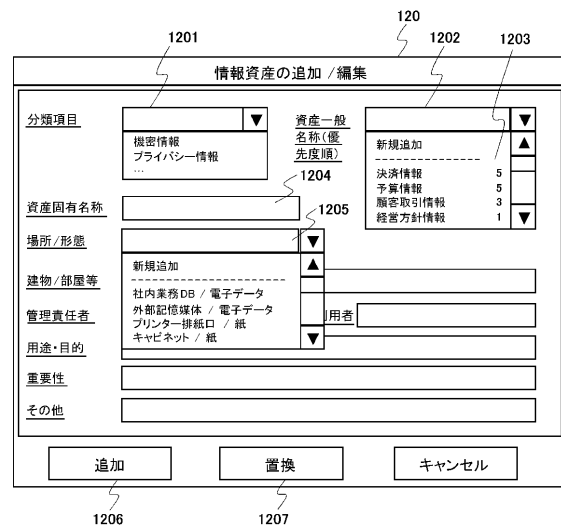 120
1201
1202
1203
情報資産の追加 /編集
分類項目
▼
機密情報
プライバシー情報
...
資産一般
名称(優
先度順)
▼
新規追加
▲
--------------
決済情報 5
予算情報 5
顧客取引情報 3
経営方針情報 1
▼
1204
資産固有名称
1205
場所/形態
▼
新規追加
▲
----------------
社内業務DB / 電子データ
外部記憶媒体 / 電子データ
プリンター排紙口 / 紙
キャビネット / 紙
▼
建物/部屋等
管理責任者
用者
用途・目的
重要性
その他
追加
置換
キャンセル
1206
1207